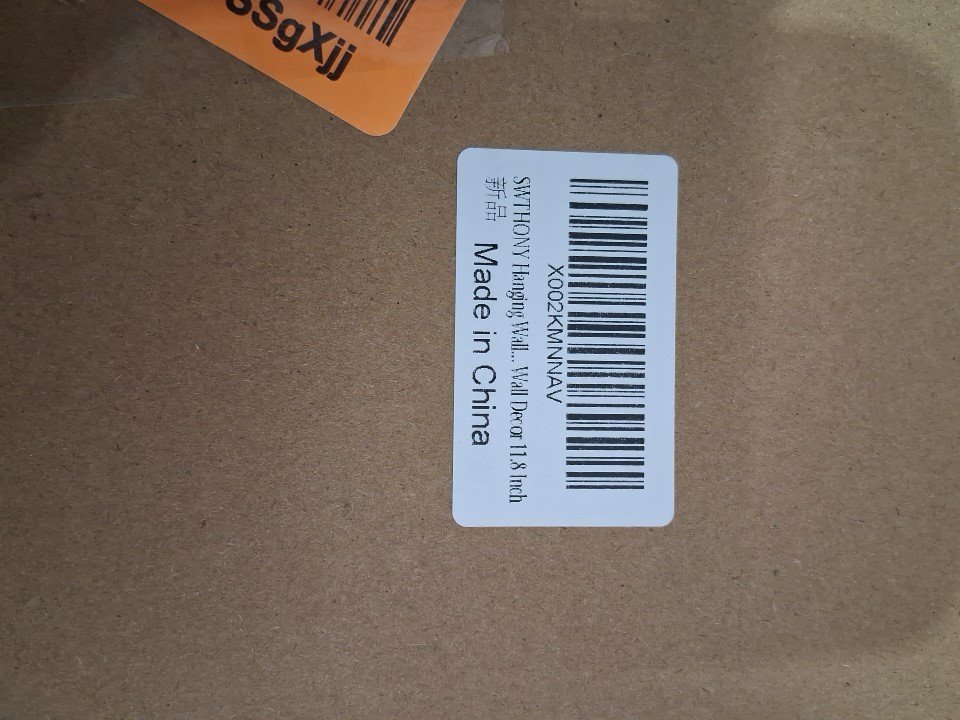 SSgXjj
X002KMNNAV
SWTHONY Hanging Wall... Wall Decor 11.8 Inch
新品
Made in China